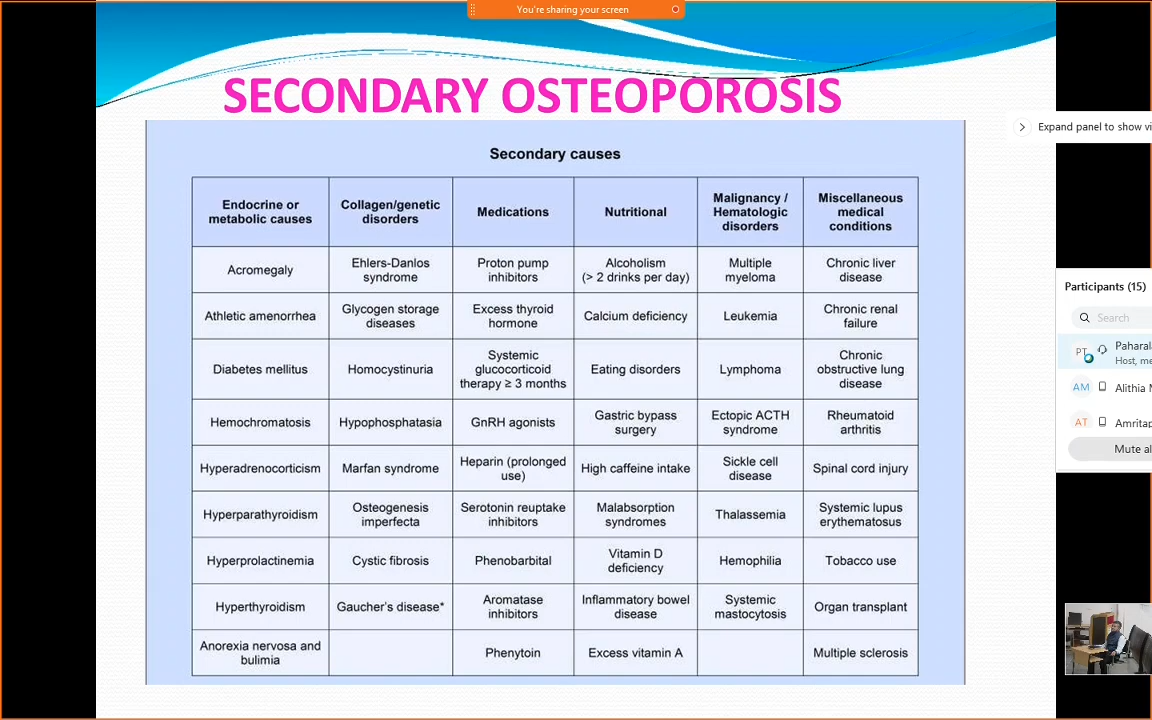 You're sharing your screen
SECONDARY OSTEOPOROSIS
Secondary causes
Endocrine or
metabolic causes
Collagen/genetic
disorders
Medications
Nutritional
Malignancy /
Hematologic
disorders
Miscellaneous
medical
conditions
Acromegaly
Ehlers-Danlos
syndrome
Proton pump
inhibitors
Alcoholism
(> 2 drinks per day)
Multiple
myeloma
Chronic liver
disease
Athletic amenorrhea
Glycogen storage
diseases
Excess thyroid
hormone
Calcium deficiency
Leukemia
Chronic renal
failure
Diabetes mellitus
Homocystinuria
Systemic
glucocorticoid
therapy ≥ 3 months
Eating disorders
Lymphoma
Chronic
obstructive lung
disease
Hemochromatosis
Hypophosphatasia
GnRH agonists
Gastric bypass
surgery
Ectopic ACTH
syndrome
Rheumatoid
arthritis
Hyperadrenocorticism
Marfan syndrome
Heparin (prolonged
use)
High caffeine intake
Sickle cell
disease
Spinal cord injury
Hyperparathyroidism
Osteogenesis
imperfecta
Serotonin reuptake
inhibitors
Malabsorption
syndromes
Thalassemia
Systemic lupus
erythematosus
Hyperprolactinemia
Cystic fibrosis
Phenobarbital
Vitamin D
deficiency
Hemophilia
Tobacco use
Hyperthyroidism
Gaucher's disease*
Aromatase
inhibitors
Inflammatory bowel
disease
Systemic
mastocytosis
Organ transplant
Anorexia nervosa and
bulimia
Phenytoin
Excess vitamin A
Multiple sclerosis
Expand panel to show vi
Participants (15)
Search
PT
Paharal
Host, me
AM
Alithia M
AT
Amritap
Mute al